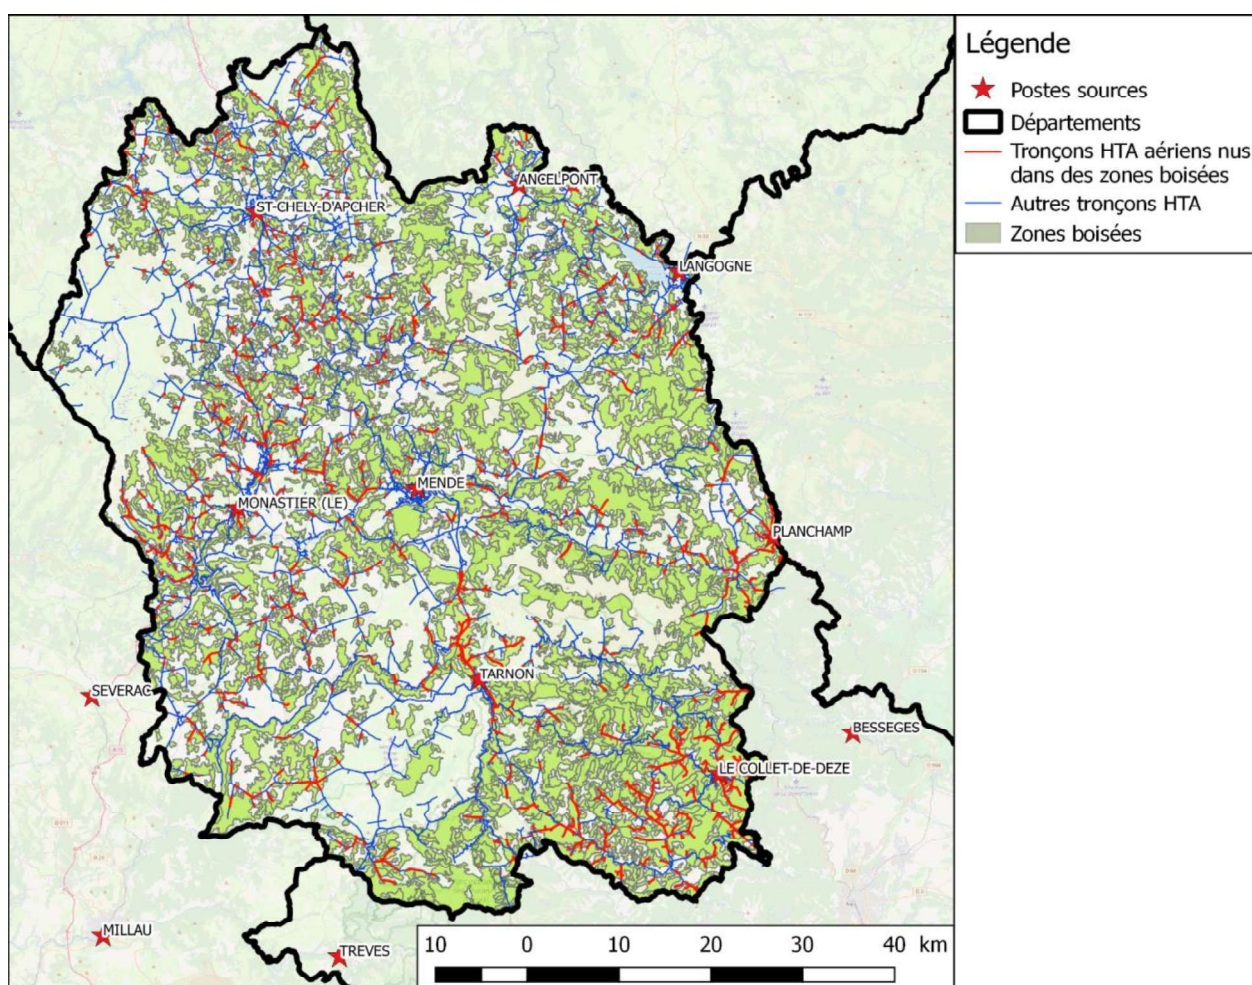 Légende
Postes sources
Départements
Tronçons HTA aériens nus
dans des zones boisées
Autres tronçons HTA
Zones boisées
ANCELPONT
ST-CHELY-D'APCHER
LANGOGNE
MENDE
MONASTIER (LE)
PLANCHAMP
TARNON
SEVERAC
BESSEGES
LE COLLET-DE-DEZE
MILLAU
TREVES
10 0 10 20 30 40 km